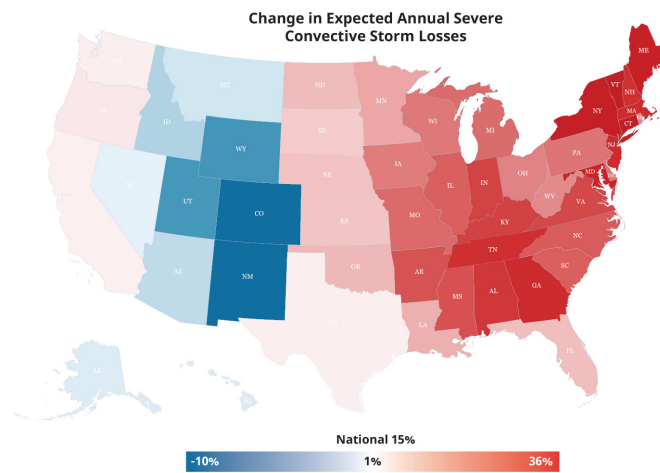 Change in Expected Annual Severe
Convective Storm Losses
ME
MT
ND
MN
VT
NH
ID
SD
WI
NY
MA
WY
MI
CT
IA
PA
NJ
NE
OH
MD
NV
UT
CO
IL
IN
WV
VA
KS
MO
KY
NC
TN
AZ
NM
OK
AR
SC
MS
AL
GA
LA
FL
AK
National 15%
-10%
1%
36%